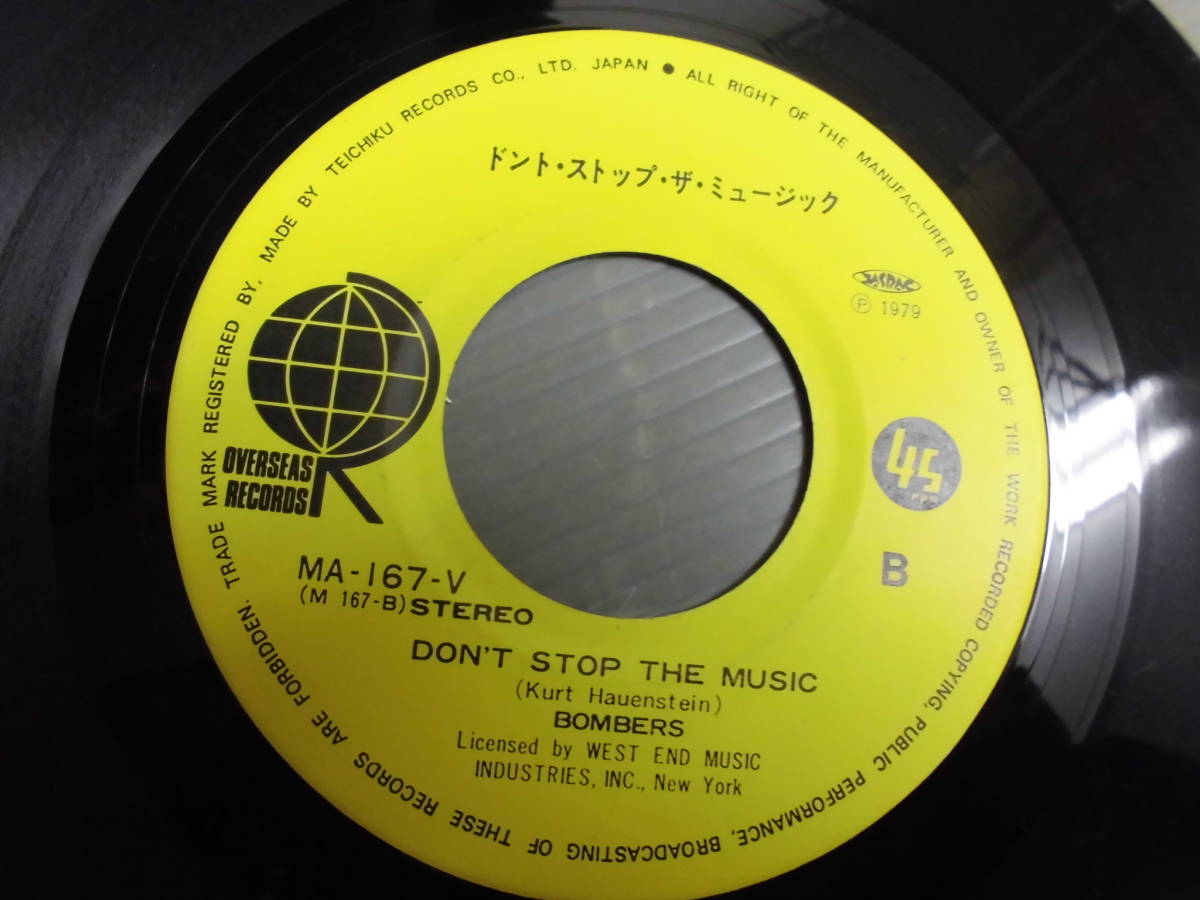 ドント・ストップ・ザ・ミュージック
JASRAC
Ⓟ 1979
OVERSEAS
RECORDS
45
RPM
B
MA-167-V
(M 167-B) STEREO
DON'T STOP THE MUSIC
(Kurt Hauenstein)
BOMBERS
Licensed by WEST END MUSIC
INDUSTRIES, INC., New York
MADE BY TEICHIKU RECORDS CO., LTD. JAPAN ● ALL RIGHT OF THE MANUFACTURER AND OWNER OF THE WORK RECORDED COPYING, PUBLIC PERFORMANCE, BROADCASTING OF THESE RECORDS ARE FORBIDDEN. TRADE MARK REGISTERED BY,